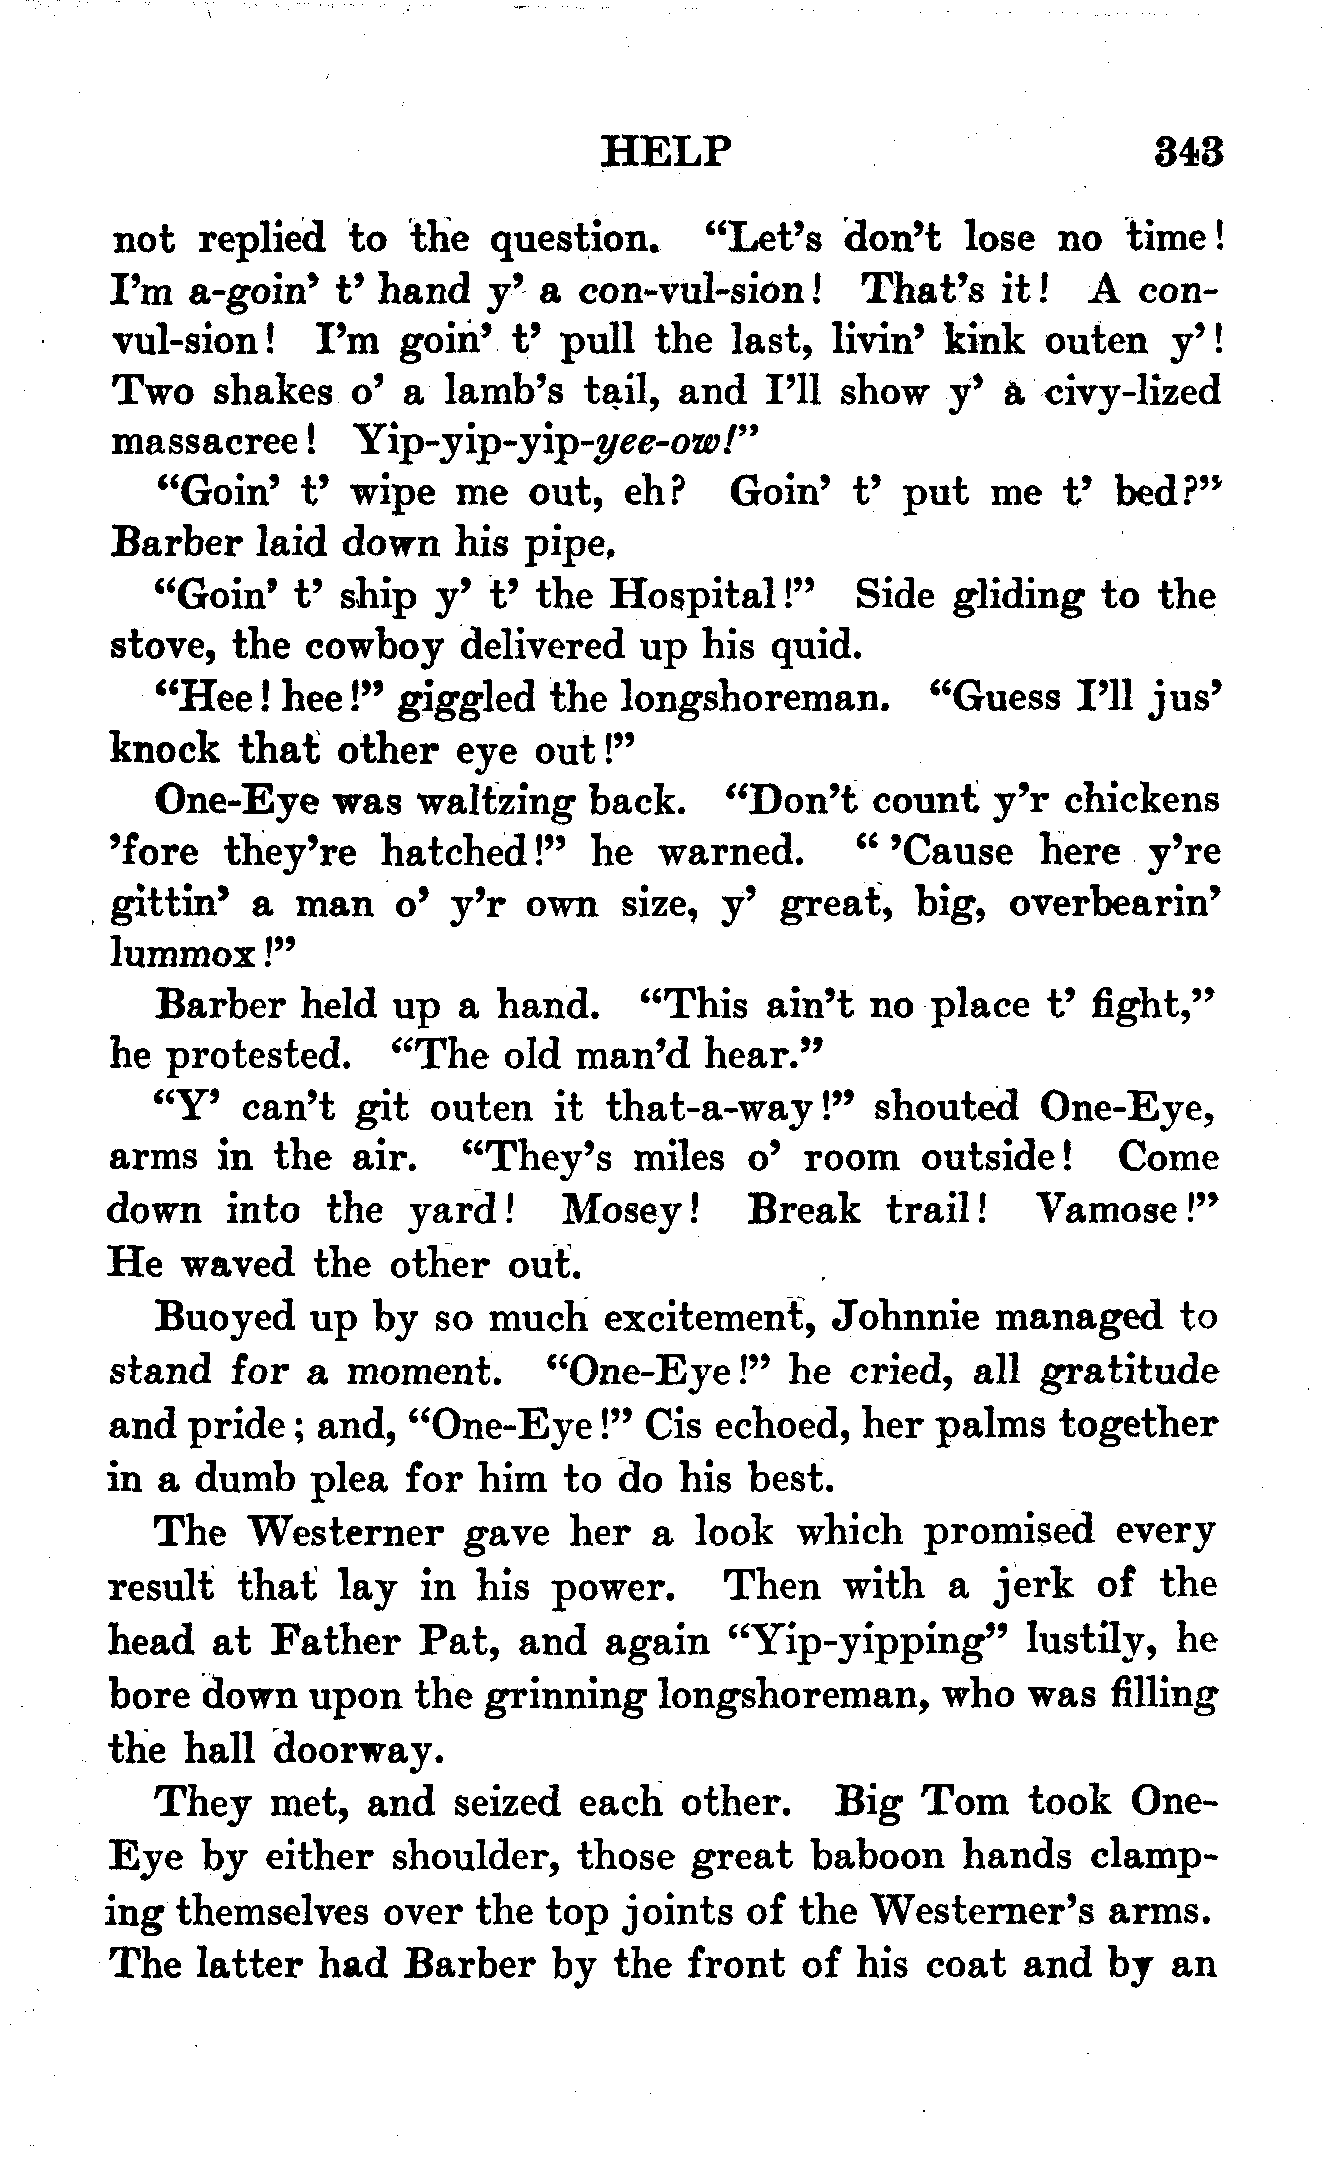 HELP 343
not replied to the question. “Let’s don’t lose no time!
I’m a-goin’ t’ hand y’ a con-vul-sion! That’s it! A con-
vul-sion! I’m goin’ t’ pull the last, livin’ kink outen y’!
Two shakes o’ a lamb’s tail, and I’ll show y’ a civy-lized
massacree! Yip-yip-yip-yee-ow!”
“Goin’ t’ wipe me out, eh? Goin’ t’ put me t’ bed?”
Barber laid down his pipe.
“Goin’ t’ ship y’ t’ the Hospital!” Side gliding to the
stove, the cowboy delivered up his quid.
“Hee! hee!” giggled the longshoreman. “Guess I’ll jus’
knock that other eye out!”
One-Eye was waltzing back. “Don’t count y’r chickens
’fore they’re hatched!” he warned. “ ’Cause here y’re
gittin’ a man o’ y’r own size, y’ great, big, overbearin’
lummox!”
Barber held up a hand. “This ain’t no place t’ fight,”
he protested. “The old man’d hear.”
“Y’ can’t git outen it that-a-way!” shouted One-Eye,
arms in the air. “They’s miles o’ room outside! Come
down into the yard! Mosey! Break trail! Vamose!”
He waved the other out.
Buoyed up by so much excitement, Johnnie managed to
stand for a moment. “One-Eye!” he cried, all gratitude
and pride; and, “One-Eye!” Cis echoed, her palms together
in a dumb plea for him to do his best.
The Westerner gave her a look which promised every
result that lay in his power. Then with a jerk of the
head at Father Pat, and again “Yip-yipping” lustily, he
bore down upon the grinning longshoreman, who was filling
the hall doorway.
They met, and seized each other. Big Tom took One-
Eye by either shoulder, those great baboon hands clamp-
ing themselves over the top joints of the Westerner’s arms.
The latter had Barber by the front of his coat and by an